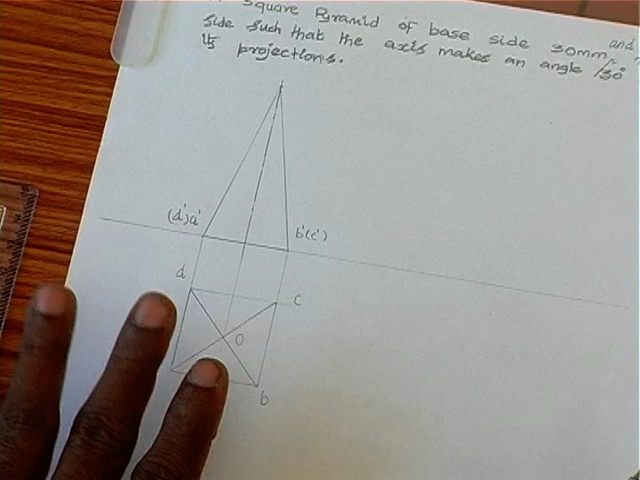 Square Pyramid of base side 30mm and
side such that the axis makes an angle 30°
its projections.
(d')a'
b'(c')
d
c
O
b